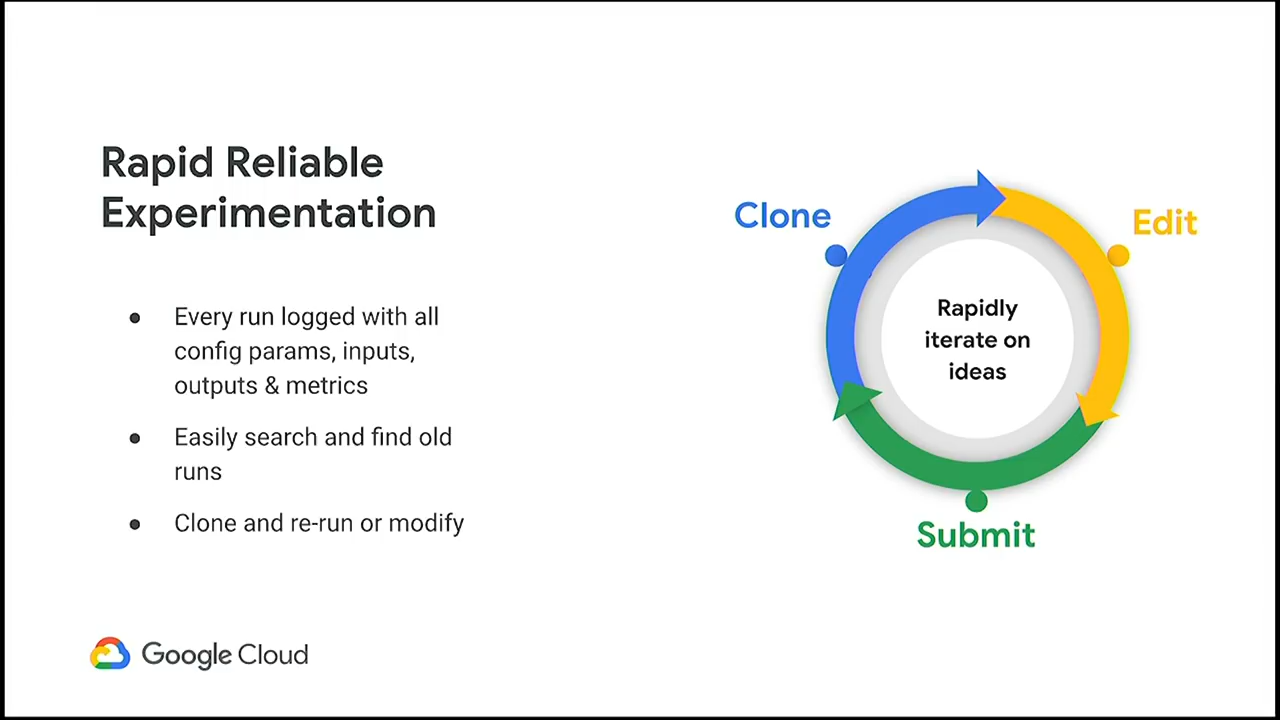 Rapid Reliable
Experimentation
● Every run logged with all
config params, inputs,
outputs & metrics
● Easily search and find old
runs
● Clone and re-run or modify
Clone
Edit
Rapidly
iterate on
ideas
Submit
Google Cloud